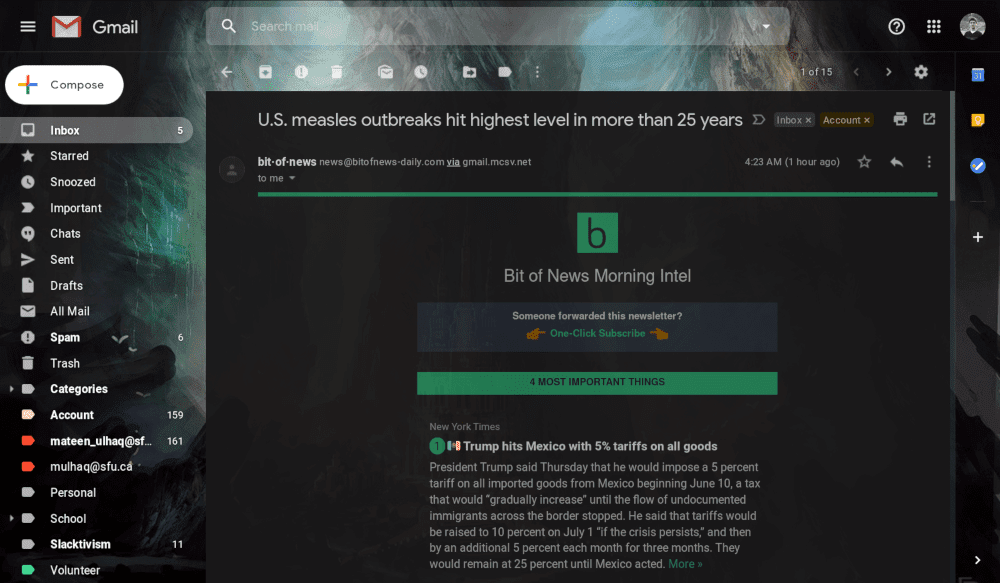 Gmail
Search mail
Compose
1 of 15
Inbox 5
Starred
Snoozed
Important
Chats
Sent
Drafts
All Mail
Spam 6
Trash
Categories
Account 159
mateen_ulhaq@sf... 161
mulhaq@sfu.ca
Personal
School
Slacktivism 11
Volunteer
U.S. measles outbreaks hit highest level in more than 25 years
Inbox × Account ×
bit·of·news news@bitofnews-daily.com via gmail.mcsv.net
4:23 AM (1 hour ago)
to me
b
Bit of News Morning Intel
Someone forwarded this newsletter?
One-Click Subscribe
4 MOST IMPORTANT THINGS
New York Times
1 Trump hits Mexico with 5% tariffs on all goods
President Trump said Thursday that he would impose a 5 percent
tariff on all imported goods from Mexico beginning June 10, a tax
that would “gradually increase” until the flow of undocumented
immigrants across the border stopped. He said that tariffs would
be raised to 10 percent on July 1 “if the crisis persists,” and then
by an additional 5 percent each month for three months. They
would remain at 25 percent until Mexico acted. More »
31